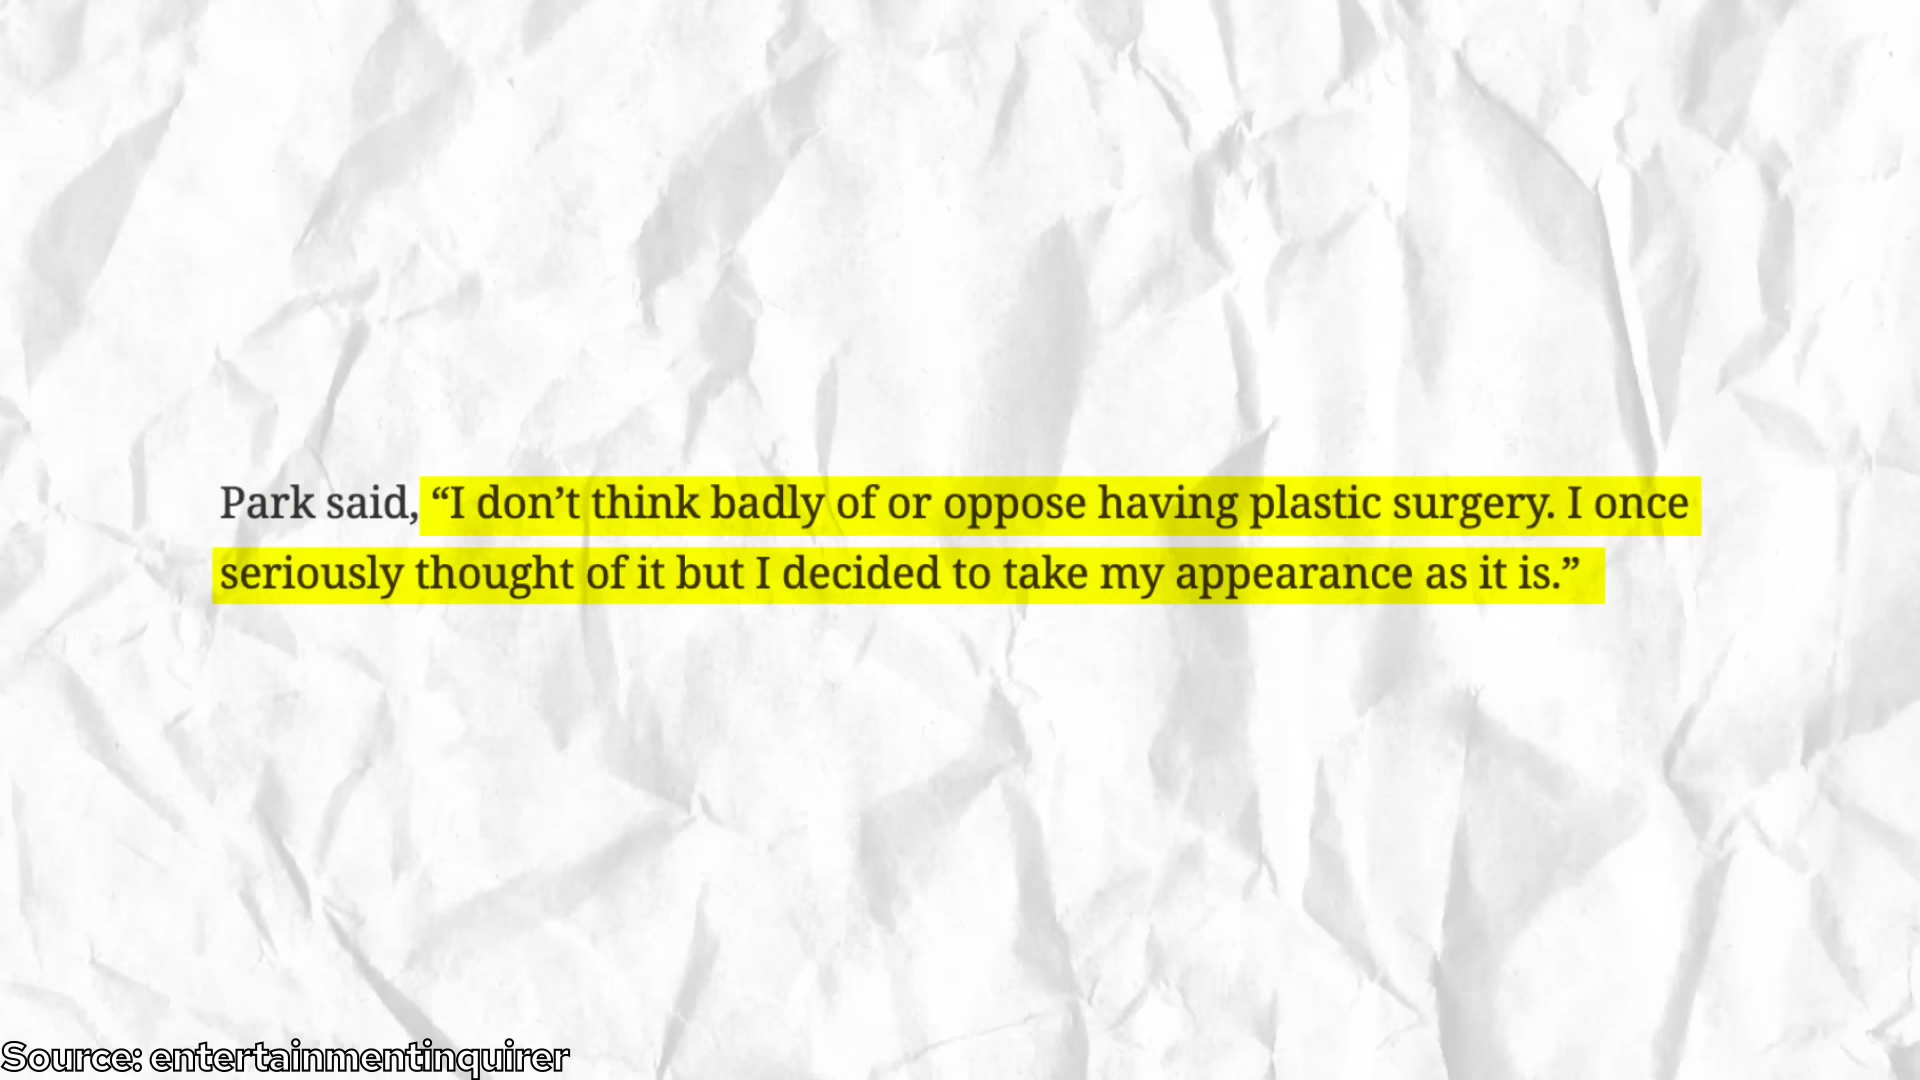 Park said, “I don’t think badly of or oppose having plastic surgery. I once
seriously thought of it but I decided to take my appearance as it is.”
Source: entertainmentinquirer